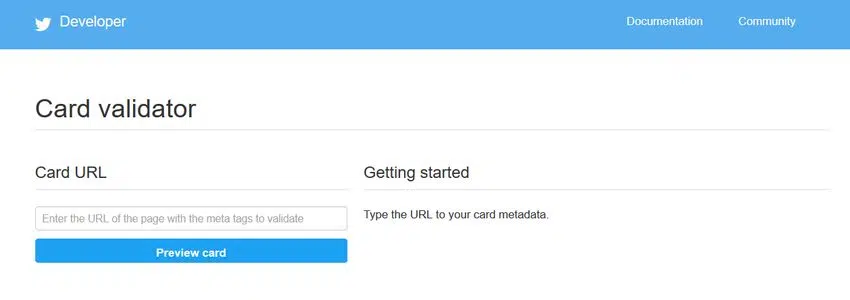 Developer
Documentation
Community
Card validator
Card URL
Getting started
Enter the URL of the page with the meta tags to validate
Type the URL to your card metadata.
Preview card